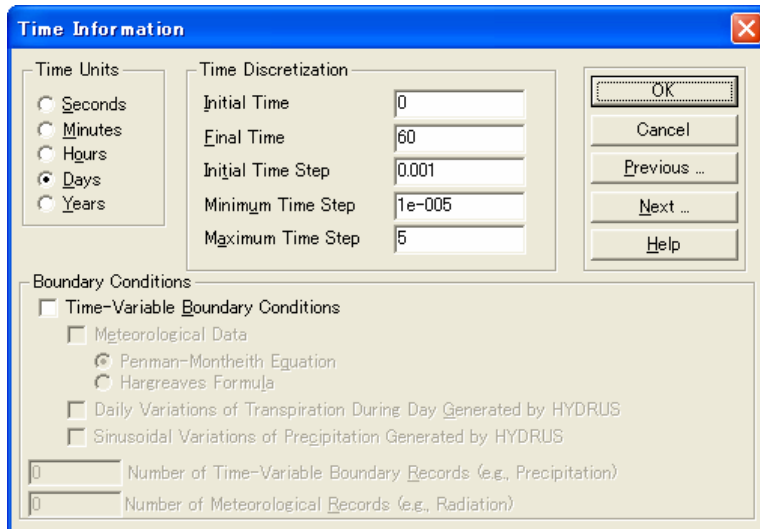 Time Information
Time Units
Seconds
Minutes
Hours
Days
Years
Time Discretization
Initial Time 0
Final Time 60
Initial Time Step 0.001
Minimum Time Step 1e-005
Maximum Time Step 5
OK
Cancel
Previous ...
Next ...
Help
Boundary Conditions
Time-Variable Boundary Conditions
Meteorological Data
Penman-Montheith Equation
Hargreaves Formula
Daily Variations of Transpiration During Day Generated by HYDRUS
Sinusoidal Variations of Precipitation Generated by HYDRUS
0 Number of Time-Variable Boundary Records (e.g., Precipitation)
0 Number of Meteorological Records (e.g., Radiation)